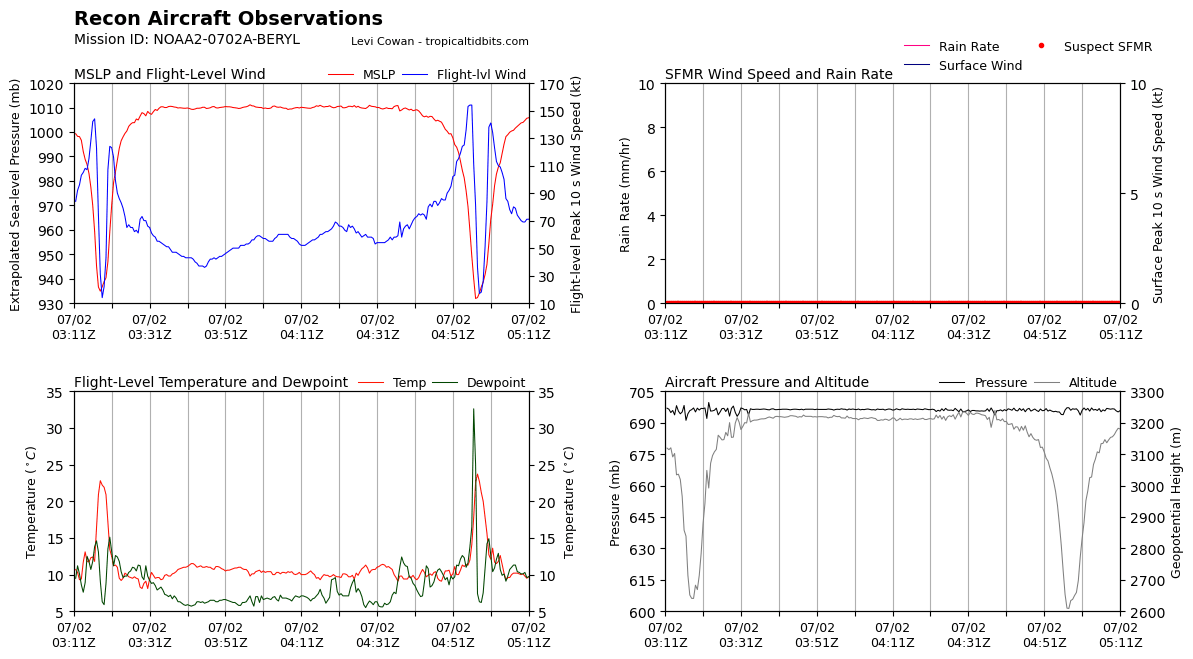 Recon Aircraft Observations
Mission ID: NOAA2-0702A-BERYL
Levi Cowan - tropicaltidbits.com
MSLP and Flight-Level Wind
MSLP
Flight-lvl Wind
Extrapolated Sea-level Pressure (mb)
1020
1010
1000
990
980
970
960
950
940
930
170
150
130
110
90
70
50
30
10
Flight-level Peak 10 s Wind Speed (kt)
07/02 07/02 07/02 07/02 07/02 07/02 07/02
03:11Z 03:31Z 03:51Z 04:11Z 04:31Z 04:51Z 05:11Z
Rain Rate
Suspect SFMR
Surface Wind
SFMR Wind Speed and Rain Rate
Rain Rate (mm/hr)
10
8
6
4
2
0
10
5
0
Surface Peak 10 s Wind Speed (kt)
07/02 07/02 07/02 07/02 07/02 07/02 07/02
03:11Z 03:31Z 03:51Z 04:11Z 04:31Z 04:51Z 05:11Z
Flight-Level Temperature and Dewpoint
Temp
Dewpoint
Temperature (°C)
35
30
25
20
15
10
5
35
30
25
20
15
10
5
Temperature (°C)
07/02 07/02 07/02 07/02 07/02 07/02 07/02
03:11Z 03:31Z 03:51Z 04:11Z 04:31Z 04:51Z 05:11Z
Aircraft Pressure and Altitude
Pressure
Altitude
Pressure (mb)
705
690
675
660
645
630
615
600
3300
3200
3100
3000
2900
2800
2700
2600
Geopotential Height (m)
07/02 07/02 07/02 07/02 07/02 07/02 07/02
03:11Z 03:31Z 03:51Z 04:11Z 04:31Z 04:51Z 05:11Z